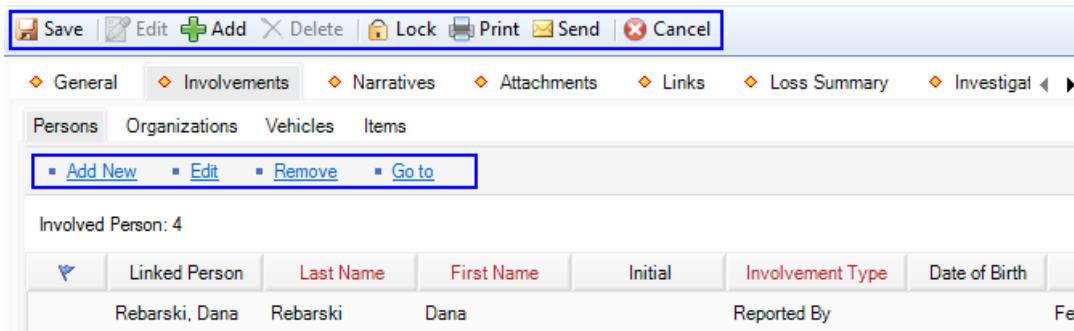 Save Edit Add Delete Lock Print Send Cancel
General Involvements Narratives Attachments Links Loss Summary Investigat
Persons Organizations Vehicles Items
Add New Edit Remove Go to
Involved Person: 4
Linked Person Last Name First Name Initial Involvement Type Date of Birth
Rebarski, Dana Rebarski Dana Reported By Fe